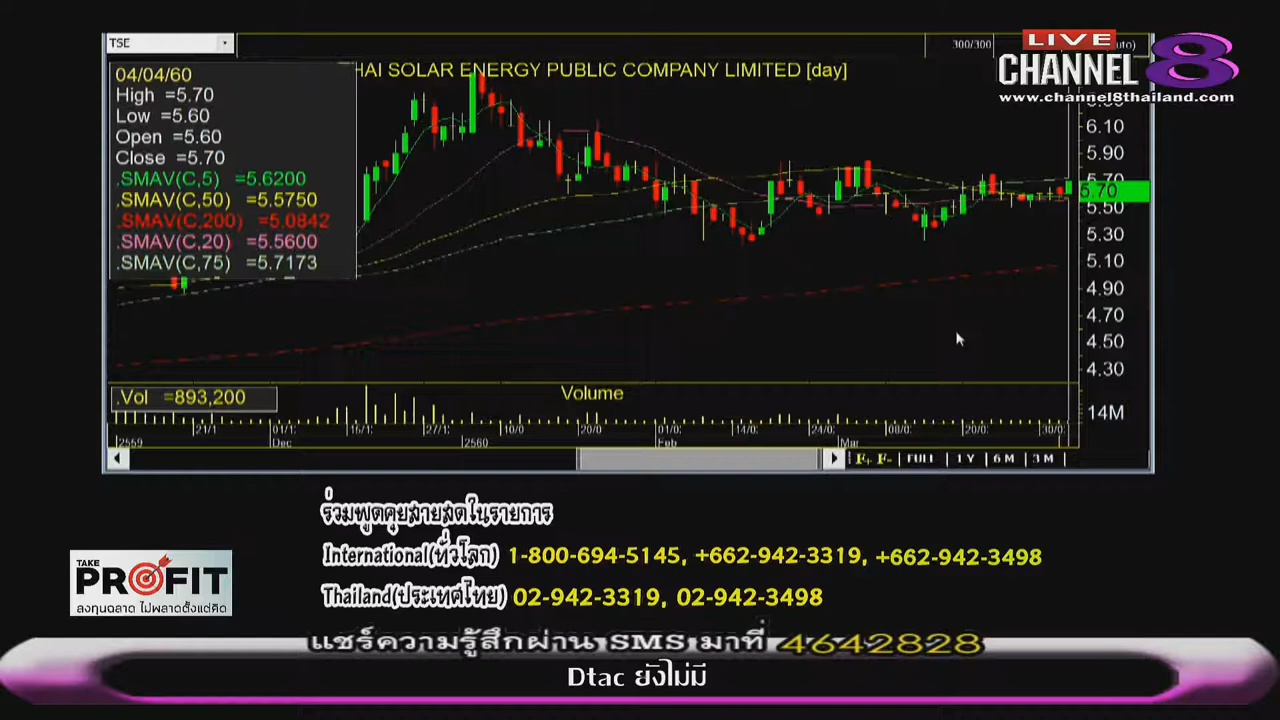 TSE
300/300
LIVE
CHANNEL 8
www.channel8thailand.com
HAI SOLAR ENERGY PUBLIC COMPANY LIMITED [day]
04/04/60
High =5.70
Low =5.60
Open =5.60
Close =5.70
.SMAV(C,5) =5.6200
.SMAV(C,50) =5.5750
.SMAV(C,200) =5.0842
.SMAV(C,20) =5.5600
.SMAV(C,75) =5.7173
6.10
5.90
5.70
5.50
5.30
5.10
4.90
4.70
4.50
4.30
14M
.Vol =893,200
Volume
2559 Dec 2560 Feb Mar
F+ F- FULL 1 Y 6 M 3 M
ร่วมพูดคุยสายสดในรายการ
International(ทั่วโลก) 1-800-694-5145, +662-942-3319, +662-942-3498
Thailand(ประเทศไทย) 02-942-3319, 02-942-3498
TAKE
PROFIT
ลงทุนฉลาด ไม่พลาดตั้งแต่คิด
แชร์ความรู้สึกผ่าน SMS มาที่ 4642828
Dtac ยังไม่มี